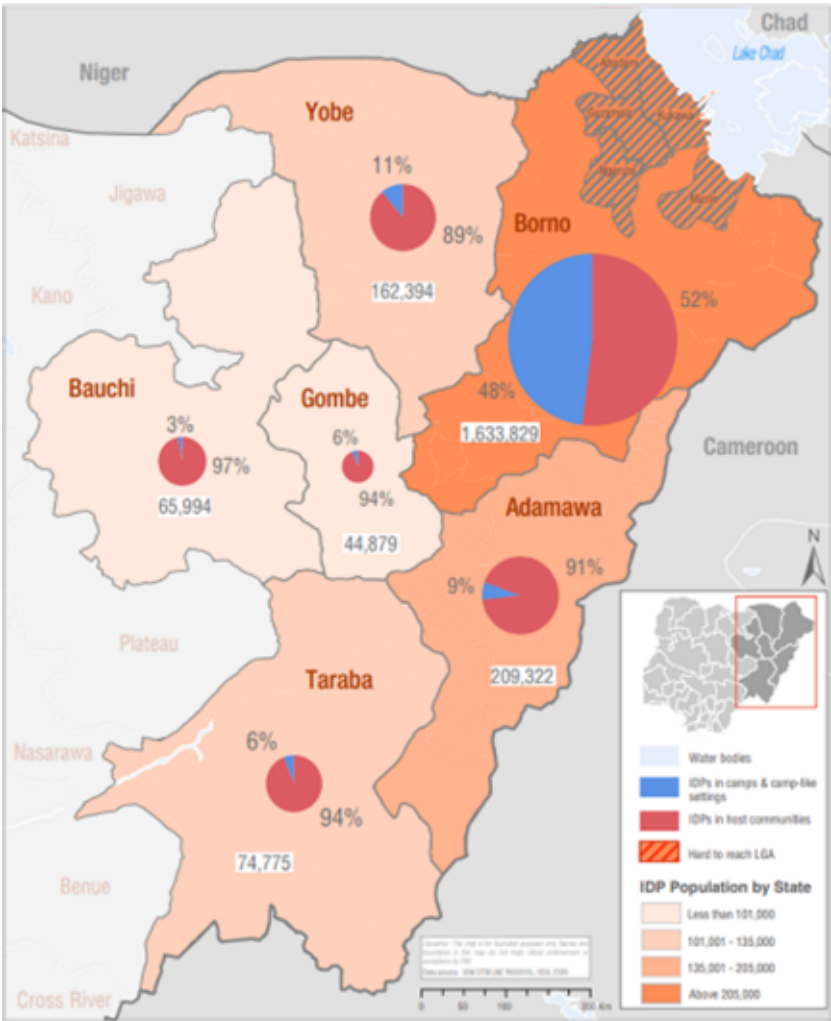 Chad
Lake Chad
Niger
Yobe
Katsina
Jigawa
11%
89%
162,394
Borno
52%
48%
1,633,829
Kano
Bauchi
3%
97%
65,994
Gombe
6%
94%
44,879
Cameroon
Adamawa
9%
91%
209,322
N
Plateau
Taraba
6%
94%
74,775
Nasarawa
Benue
Cross River
Water bodies
IDPs in camps & camp-like
settings
IDPs in host communities
Hard to reach LGA
IDP Population by State
Less than 101,000
101,001 - 135,000
135,001 - 205,000
Above 205,000
0
50
100